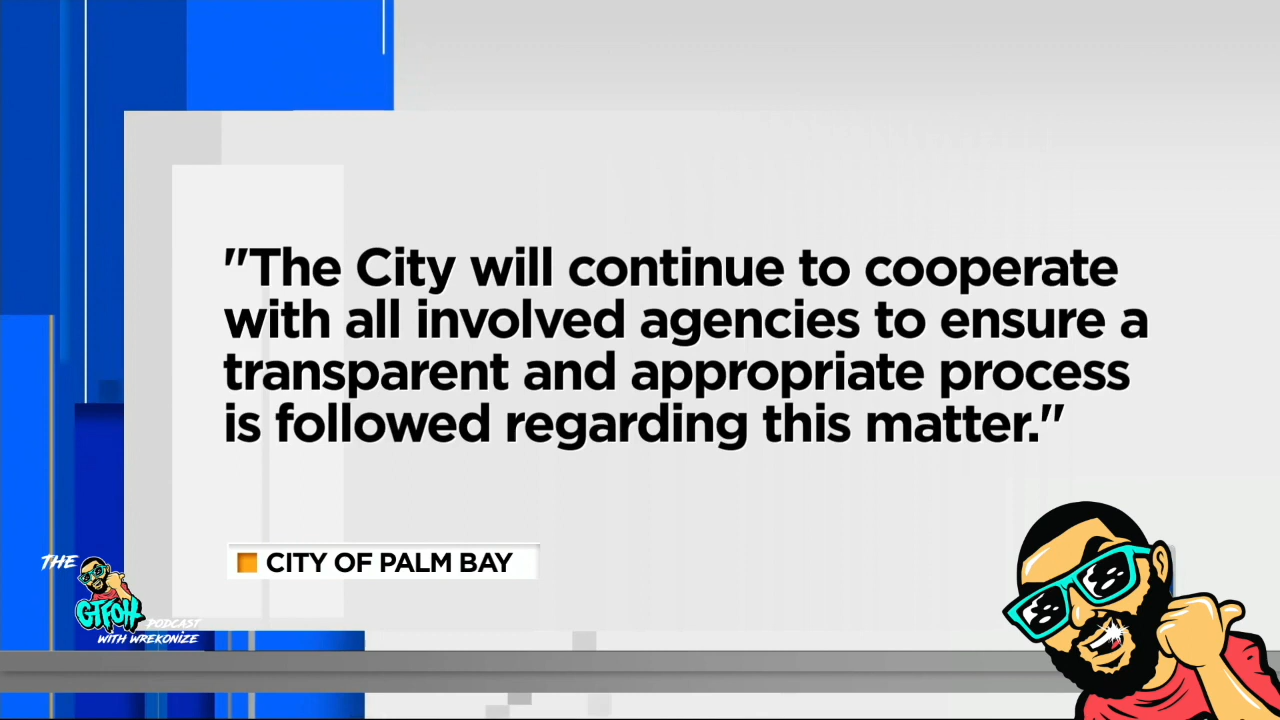 "The City will continue to cooperate
with all involved agencies to ensure a
transparent and appropriate process
is followed regarding this matter."
CITY OF PALM BAY
THE
GTFOH
PODCAST
WITH WREKONIZE